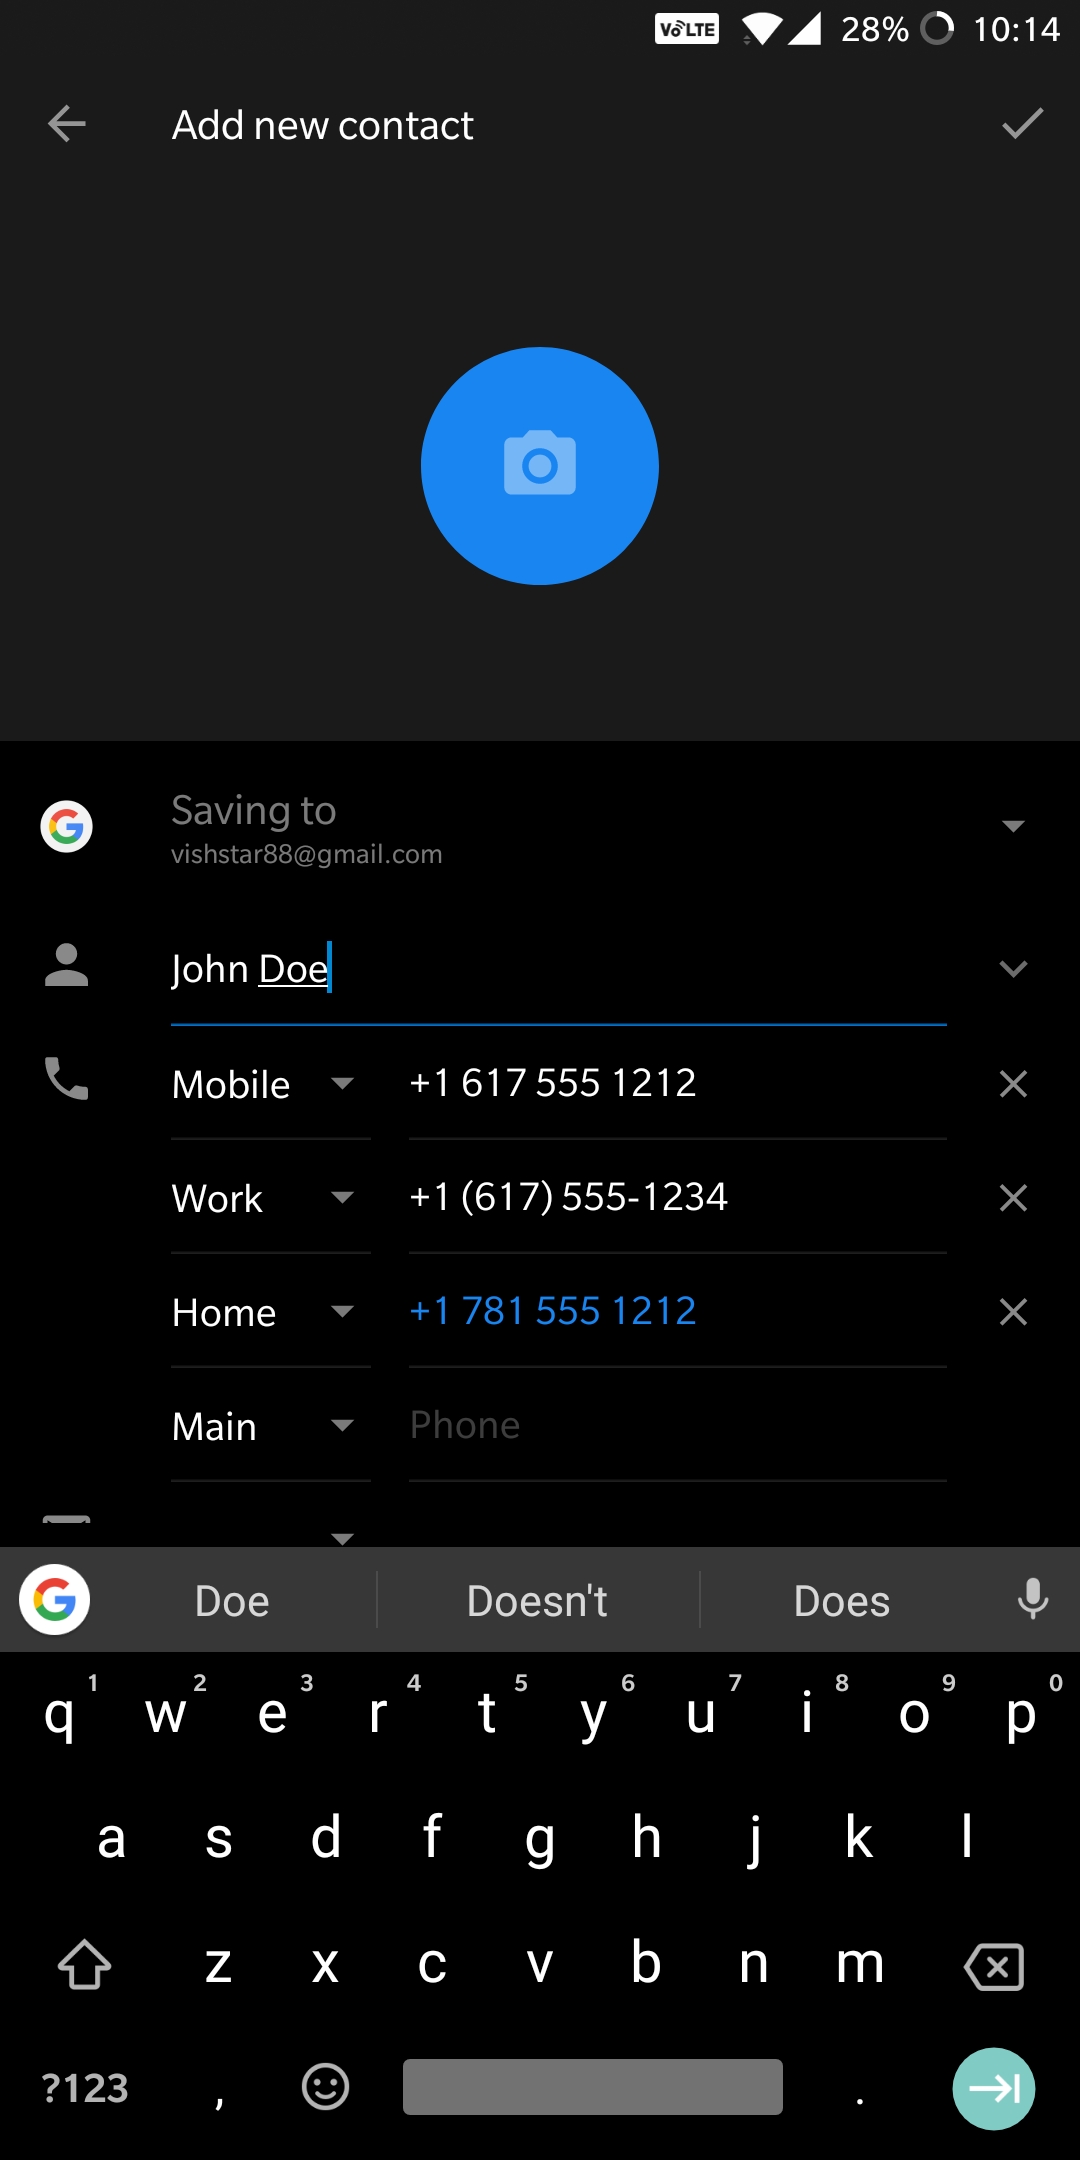 VoLTE 28% 10:14
Add new contact
Saving to
vishstar88@gmail.com
John Doe
Mobile +1 617 555 1212
Work +1 (617) 555-1234
Home +1 781 555 1212
Main Phone
Doe Doesn't Does
q 1 w 2 e 3 r 4 t 5 y 6 u 7 i 8 o 9 p 0
a s d f g h j k l
z x c v b n m
?123 , .